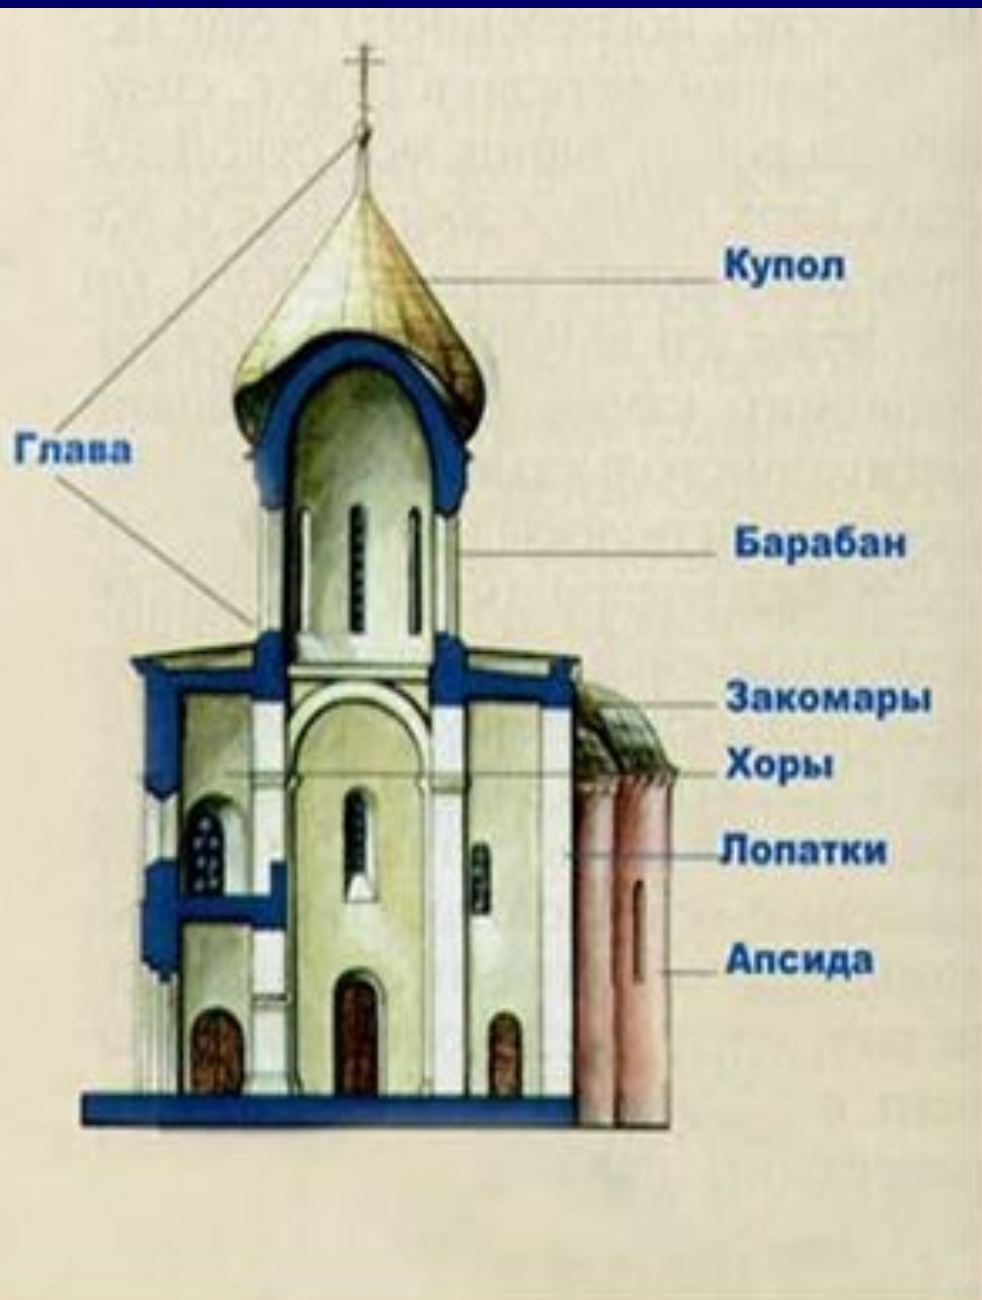 Купол
Глава
Барабан
Закомары
Хоры
Лопатки
Апсида